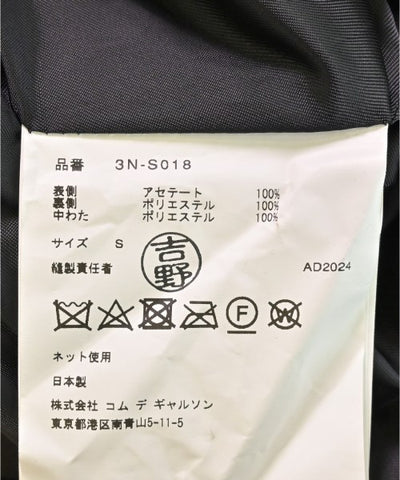 品番 3N-S018
表側 アセテート 100%
裏側 ポリエステル 100%
中わた ポリエステル 100%
サイズ S
吉野
縫製責任者 AD2024
F W
ネット使用
日本製
株式会社 コム デ ギャルソン
東京都港区南青山5-11-5